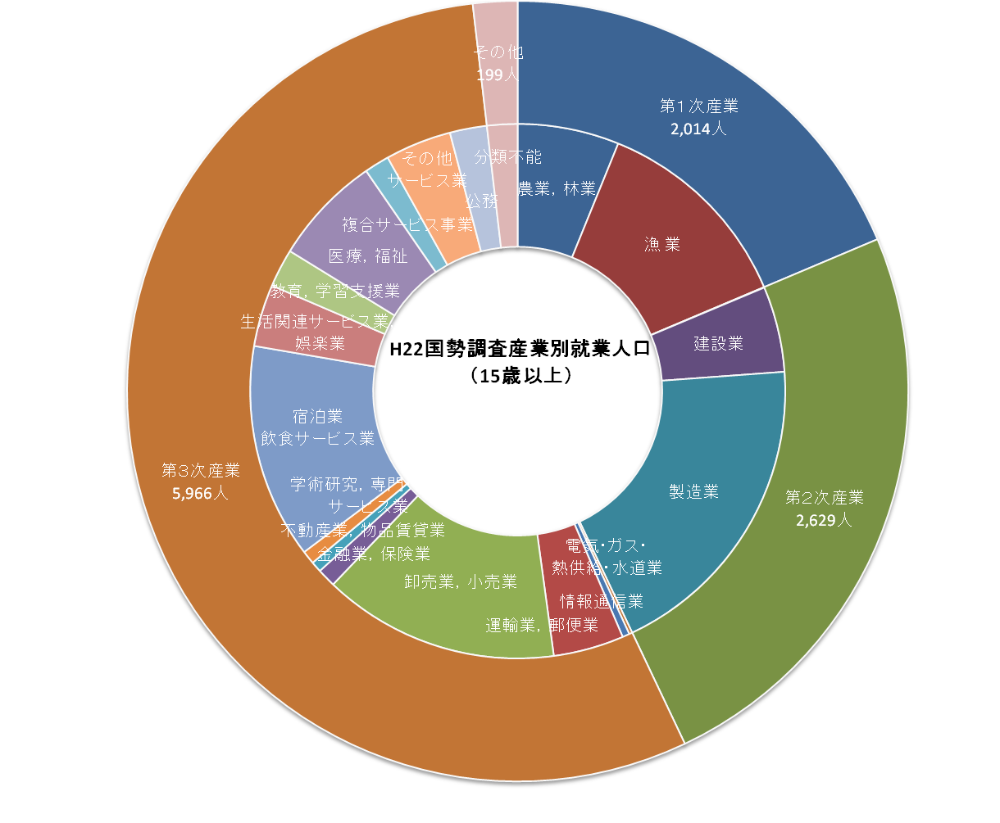 その他
199人
第１次産業
2,014人
分類不能
その他
サービス業
公務
農業, 林業
複合サービス事業
漁業
医療, 福祉
教育, 学習支援業
生活関連サービス業,
娯楽業
建設業
H22国勢調査産業別就業人口
（15歳以上）
宿泊業
飲食サービス業
第３次産業
5,966人
学術研究, 専門
サービス業
製造業
第２次産業
2,629人
不動産業, 物品賃貸業
金融業, 保険業
電気・ガス・
熱供給・水道業
卸売業, 小売業
情報通信業
運輸業, 郵便業